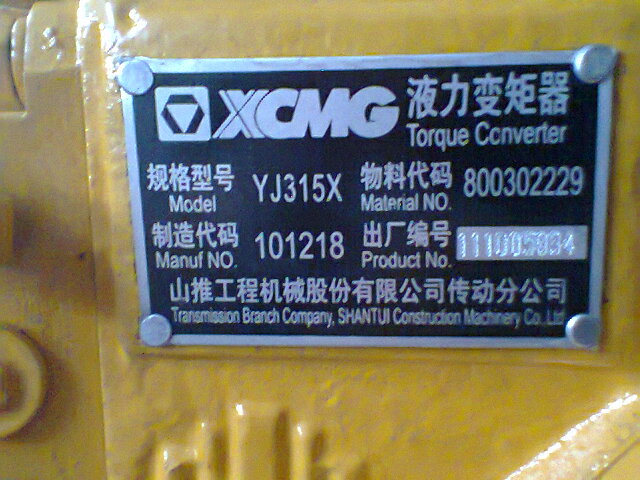 XCMG 液力变矩器
Torque Converter
规格型号 YJ315X 物料代码 800302229
Model Material NO.
制造代码 101218 出厂编号
Manuf NO. Product No.
山推工程机械股份有限公司传动分公司
Transmission Branch Company, SHANTUI Construction Machinery Co.,Ltd